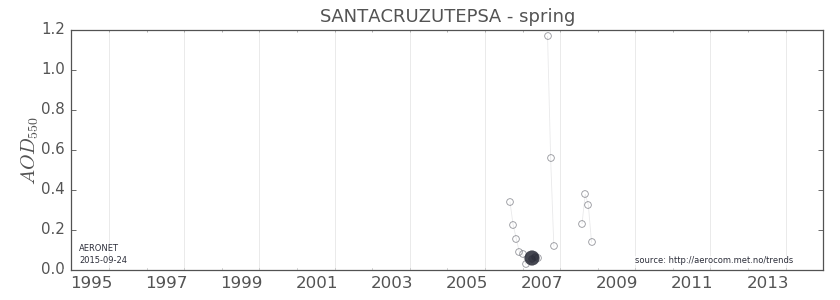 SANTACRUZUTEPSA - spring
1.2
1.0
0.8
0.6
0.4
0.2
0.0
AOD550
AERONET
2015-09-24
source: http://aerocom.met.no/trends
1995 1997 1999 2001 2003 2005 2007 2009 2011 2013